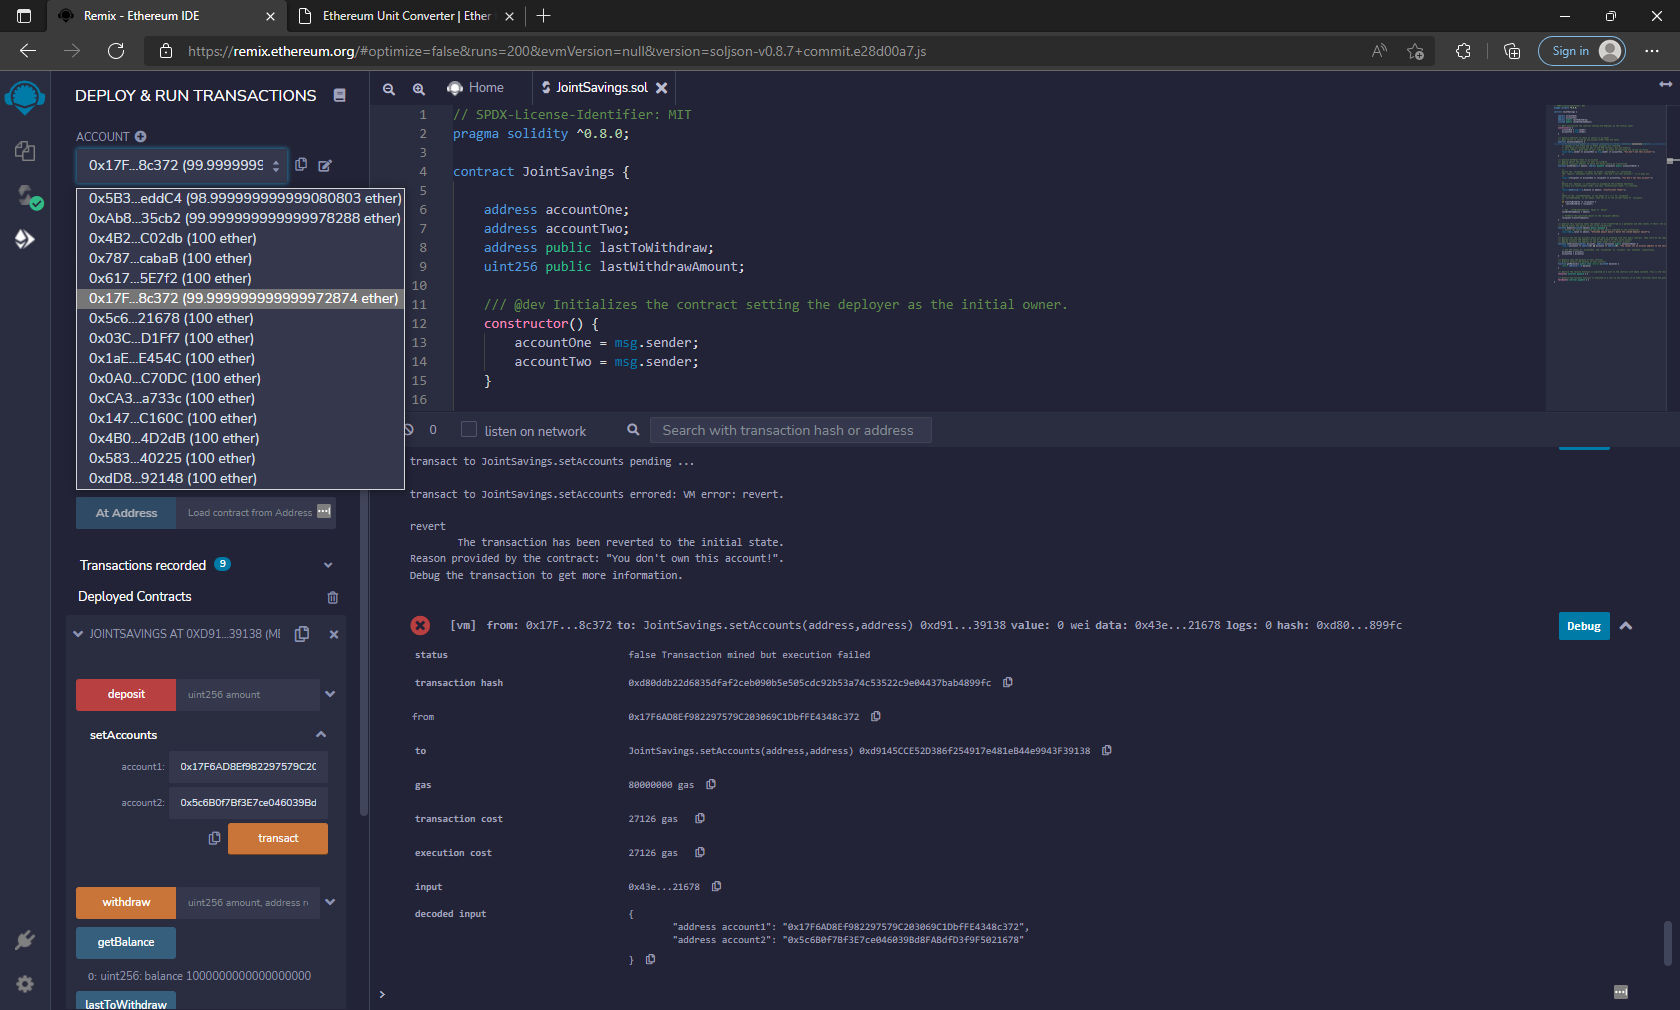 Remix - Ethereum IDE
Ethereum Unit Converter | Ether
https://remix.ethereum.org/#optimize=false&runs=200&evmVersion=null&version=soljson-v0.8.7+commit.e28d00a7.js
Sign in
DEPLOY & RUN TRANSACTIONS
ACCOUNT
0x17F...8c372 (99.9999999
0x5B3...eddC4 (98.999999999999080803 ether)
0xAb8...35cb2 (99.999999999999978288 ether)
0x4B2...C02db (100 ether)
0x787...cabaB (100 ether)
0x617...5E7f2 (100 ether)
0x17F...8c372 (99.999999999999972874 ether)
0x5c6...21678 (100 ether)
0x03C...D1Ff7 (100 ether)
0x1aE...E454C (100 ether)
0x0A0...C70DC (100 ether)
0xCA3...a733c (100 ether)
0x147...C160C (100 ether)
0x4B0...4D2dB (100 ether)
0x583...40225 (100 ether)
0xdD8...92148 (100 ether)
At Address
Load contract from Address
Transactions recorded 9
Deployed Contracts
JOINTSAVINGS AT 0XD91...39138 (ME
deposit
uint256 amount
setAccounts
account1: 0x17F6AD8Ef982297579C20
account2: 0x5c6B0f7Bf3E7ce046039Bd
transact
withdraw
uint256 amount, address r
getBalance
0: uint256: balance 1000000000000000000
lastToWithdraw
Home
JointSavings.sol
1 // SPDX-License-Identifier: MIT
2 pragma solidity ^0.8.0;
3
4 contract JointSavings {
5
6 address accountOne;
7 address accountTwo;
8 address public lastToWithdraw;
9 uint256 public lastWithdrawAmount;
10
11 /// @dev Initializes the contract setting the deployer as the initial owner.
12 constructor() {
13 accountOne = msg.sender;
14 accountTwo = msg.sender;
15 }
16
0
listen on network
Search with transaction hash or address
transact to JointSavings.setAccounts pending ...
transact to JointSavings.setAccounts errored: VM error: revert.
revert
The transaction has been reverted to the initial state.
Reason provided by the contract: "You don't own this account!".
Debug the transaction to get more information.
[vm] from: 0x17F...8c372 to: JointSavings.setAccounts(address,address) 0xd91...39138 value: 0 wei data: 0x43e...21678 logs: 0 hash: 0xd80...899fc
Debug
status false Transaction mined but execution failed
transaction hash 0xd80ddb22d6835dfaf2ceb090b5e505cdc92b53a74c53522c9e04437bab4899fc
from 0x17F6AD8Ef982297579C203069C1DbfFE4348c372
to JointSavings.setAccounts(address,address) 0xd9145CCE52D386f254917e481eB44e9943F39138
gas 80000000 gas
transaction cost 27126 gas
execution cost 27126 gas
input 0x43e...21678
decoded input {
"address account1": "0x17F6AD8Ef982297579C203069C1DbfFE4348c372",
"address account2": "0x5c6B0f7Bf3E7ce046039Bd8FABdfD3f9F5021678"
}
>